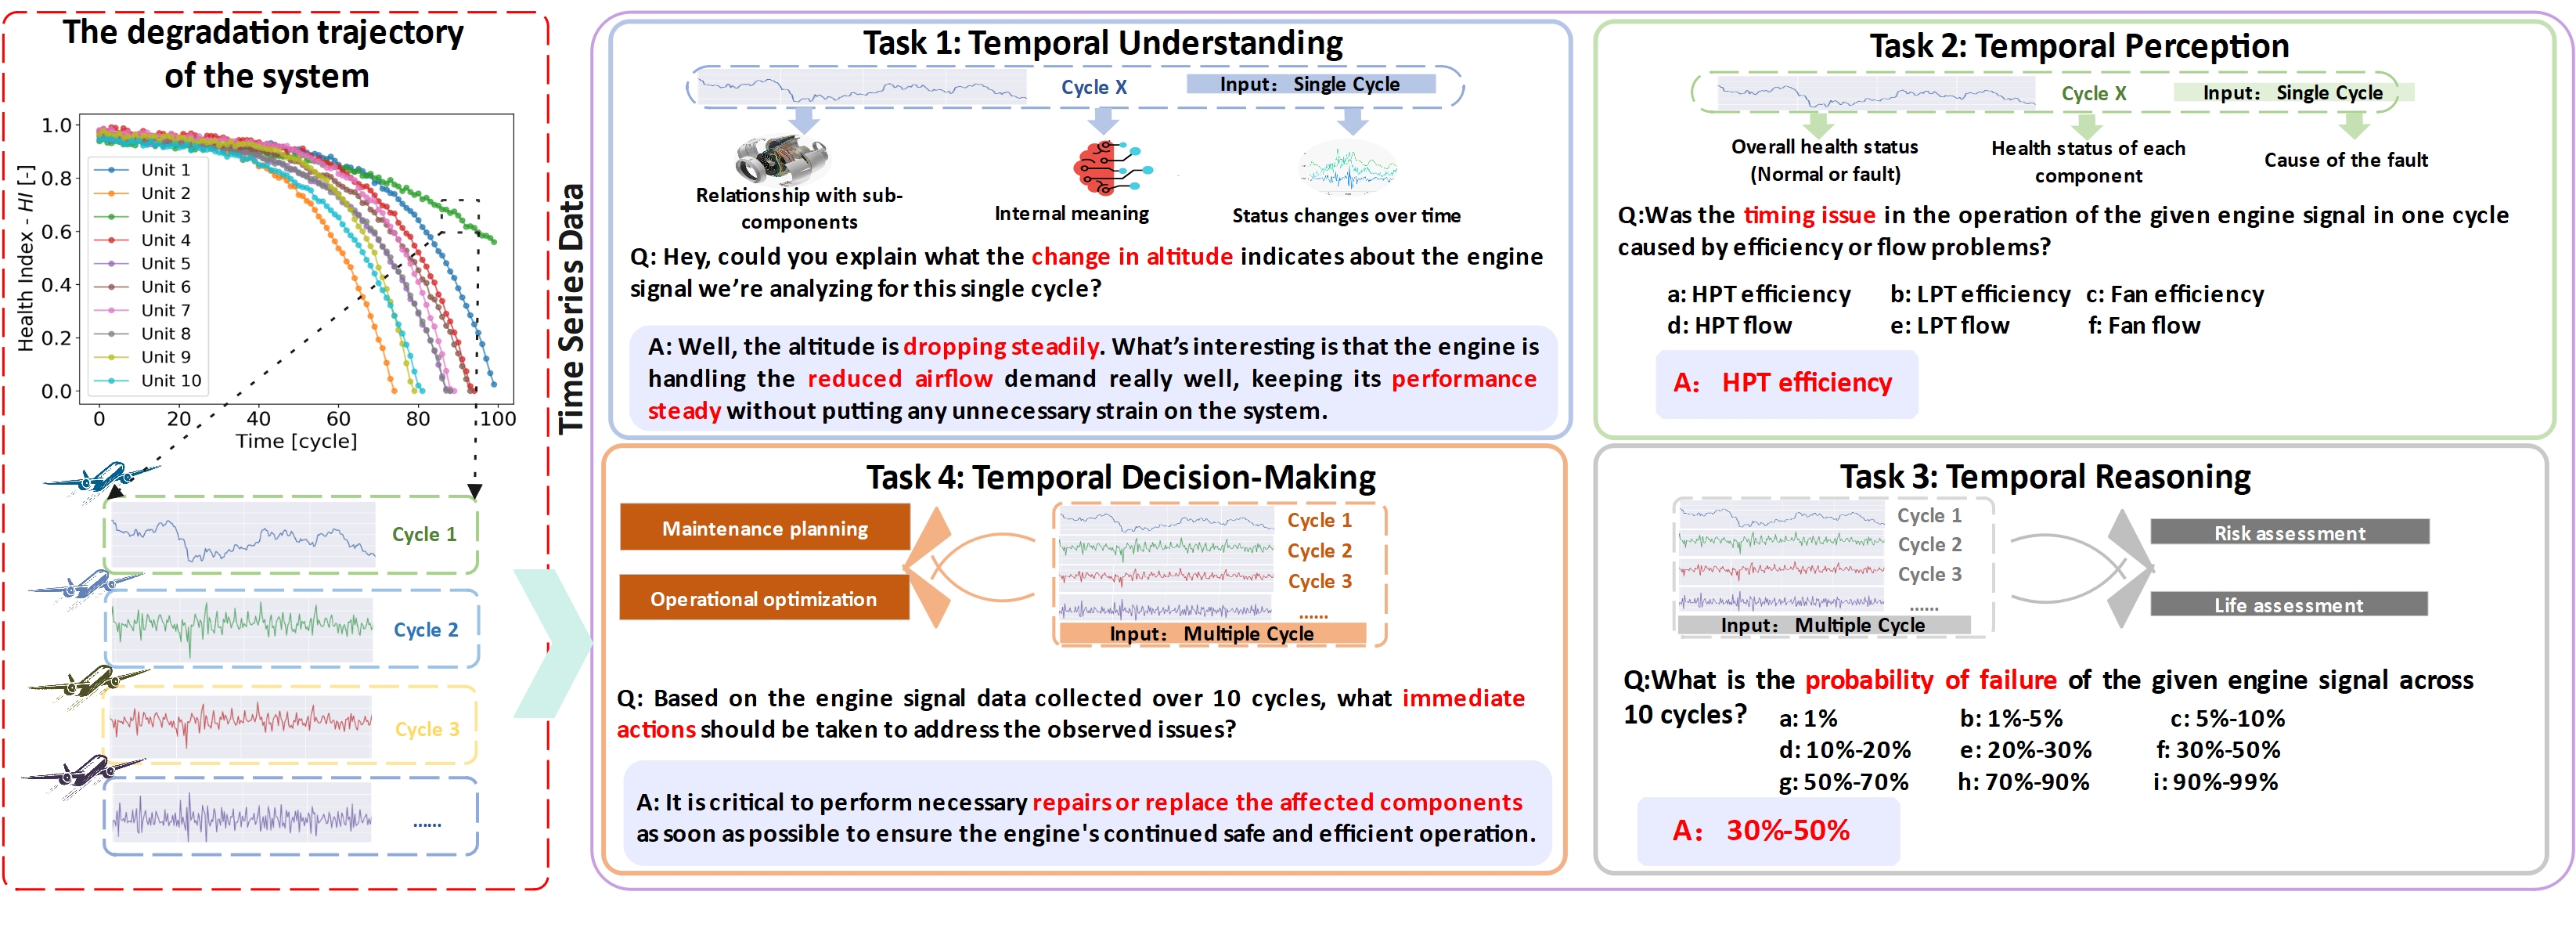 The degradation trajectory
of the system
1.0
0.8
0.6
0.4
0.2
0.0
Health Index - HI [-]
Unit 1
Unit 2
Unit 3
Unit 4
Unit 5
Unit 6
Unit 7
Unit 8
Unit 9
Unit 10
0 20 40 60 80 100
Time [cycle]
Cycle 1
Cycle 2
Cycle 3
......
Time Series Data
Task 1: Temporal Understanding
Cycle X
Input: Single Cycle
Relationship with sub-
components
Internal meaning
Status changes over time
Q: Hey, could you explain what the change in altitude indicates about the engine
signal we're analyzing for this single cycle?
A: Well, the altitude is dropping steadily. What's interesting is that the engine is
handling the reduced airflow demand really well, keeping its performance
steady without putting any unnecessary strain on the system.
Task 2: Temporal Perception
Cycle X
Input: Single Cycle
Overall health status
(Normal or fault)
Health status of each
component
Cause of the fault
Q:Was the timing issue in the operation of the given engine signal in one cycle
caused by efficiency or flow problems?
a: HPT efficiency b: LPT efficiency c: Fan efficiency
d: HPT flow e: LPT flow f: Fan flow
A: HPT efficiency
Task 4: Temporal Decision-Making
Maintenance planning
Operational optimization
Cycle 1
Cycle 2
Cycle 3
......
Input: Multiple Cycle
Q: Based on the engine signal data collected over 10 cycles, what immediate
actions should be taken to address the observed issues?
A: It is critical to perform necessary repairs or replace the affected components
as soon as possible to ensure the engine's continued safe and efficient operation.
Task 3: Temporal Reasoning
Cycle 1
Cycle 2
Cycle 3
......
Input: Multiple Cycle
Risk assessment
Life assessment
Q:What is the probability of failure of the given engine signal across
10 cycles? a: 1% b: 1%-5% c: 5%-10%
d: 10%-20% e: 20%-30% f: 30%-50%
g: 50%-70% h: 70%-90% i: 90%-99%
A: 30%-50%